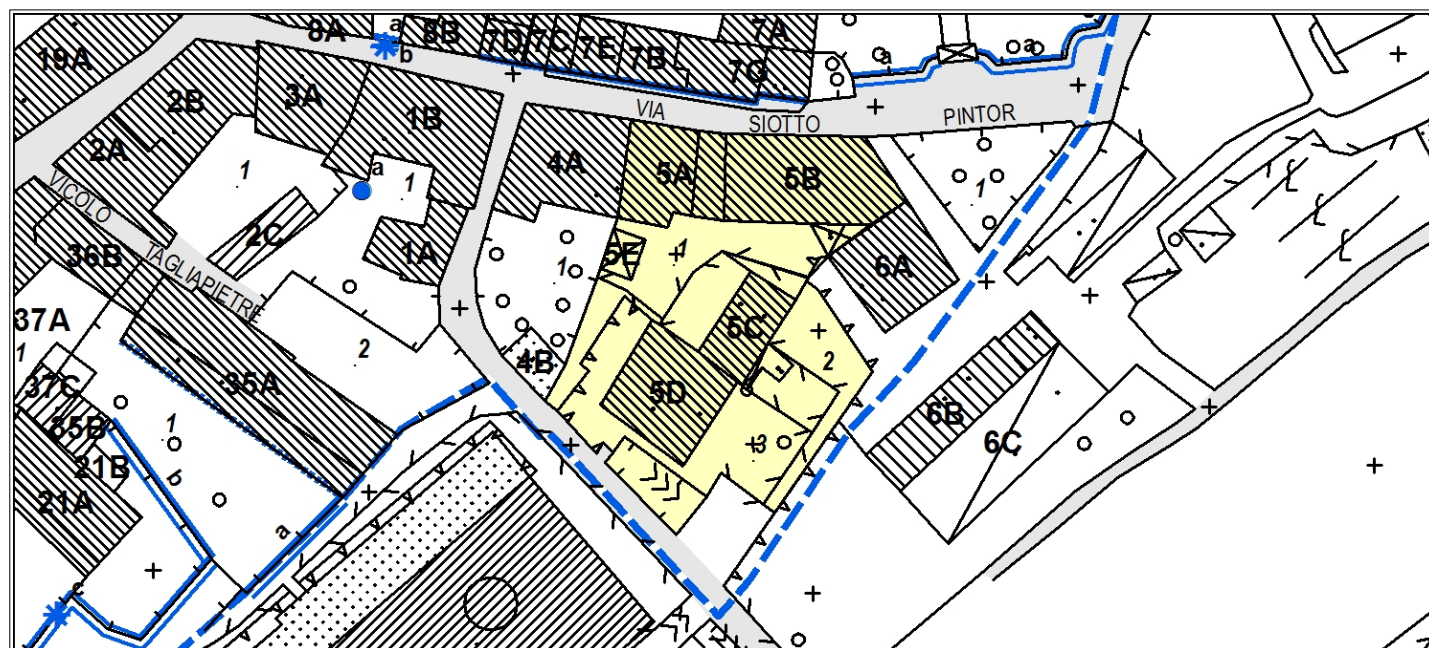 8A
a
b
8B
7D
7C
7E
7B
7G
7A
a
a
19A
2B
3A
1B
VIA SIOTTO PINTOR
2A
1
a
1
4A
5A
5B
1
VICOLO TAGLIAPIETRE
36B
2C
1A
1
5E
1
6A
37A
1
2
5C
2
4B
37C
35A
5D
35B
1
6B
6C
3
21B
b
21A
a
c